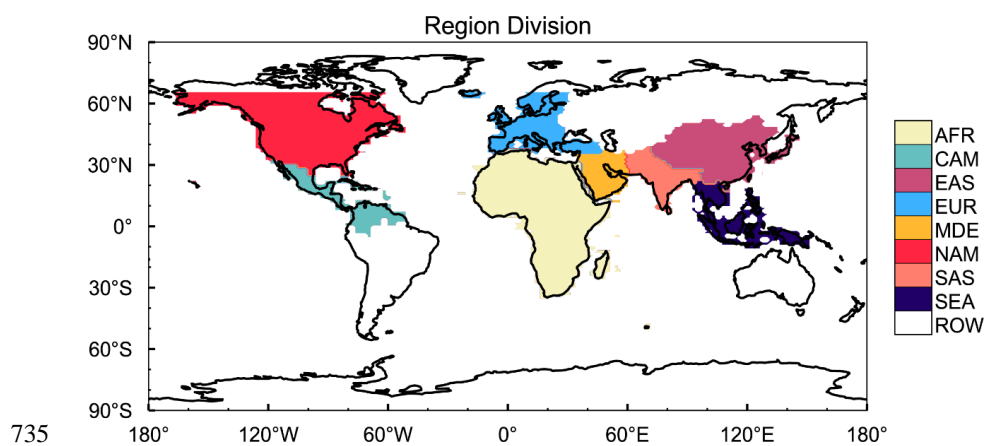 Region Division
90°N
60°N
30°N
0°
30°S
60°S
90°S
180°
120°W
60°W
0°
60°E
120°E
180°
AFR
CAM
EAS
EUR
MDE
NAM
SAS
SEA
ROW
735